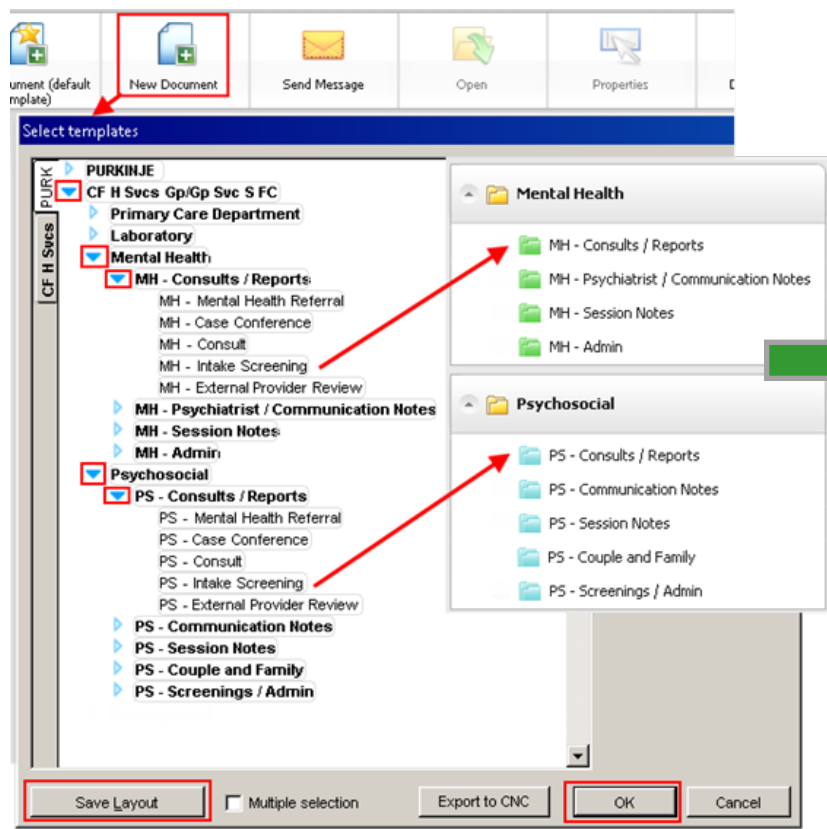 ument (default
mplate)
New Document
Send Message
Open
Properties
D
Select templates
PURK
CF H Svcs
PURKINJE
CF H Svcs Gp/Gp Svc S FC
Primary Care Department
Laboratory
Mental Health
MH - Consults / Reports
MH - Mental Health Referral
MH - Case Conference
MH - Consult
MH - Intake Screening
MH - External Provider Review
MH - Psychiatrist / Communication Notes
MH - Session Notes
MH - Admin
Psychosocial
PS - Consults / Reports
PS - Mental Health Referral
PS - Case Conference
PS - Consult
PS - Intake Screening
PS - External Provider Review
PS - Communication Notes
PS - Session Notes
PS - Couple and Family
PS - Screenings / Admin
Mental Health
MH - Consults / Reports
MH - Psychiatrist / Communication Notes
MH - Session Notes
MH - Admin
Psychosocial
PS - Consults / Reports
PS - Communication Notes
PS - Session Notes
PS - Couple and Family
PS - Screenings / Admin
Save Layout
Multiple selection
Export to CNC
OK
Cancel